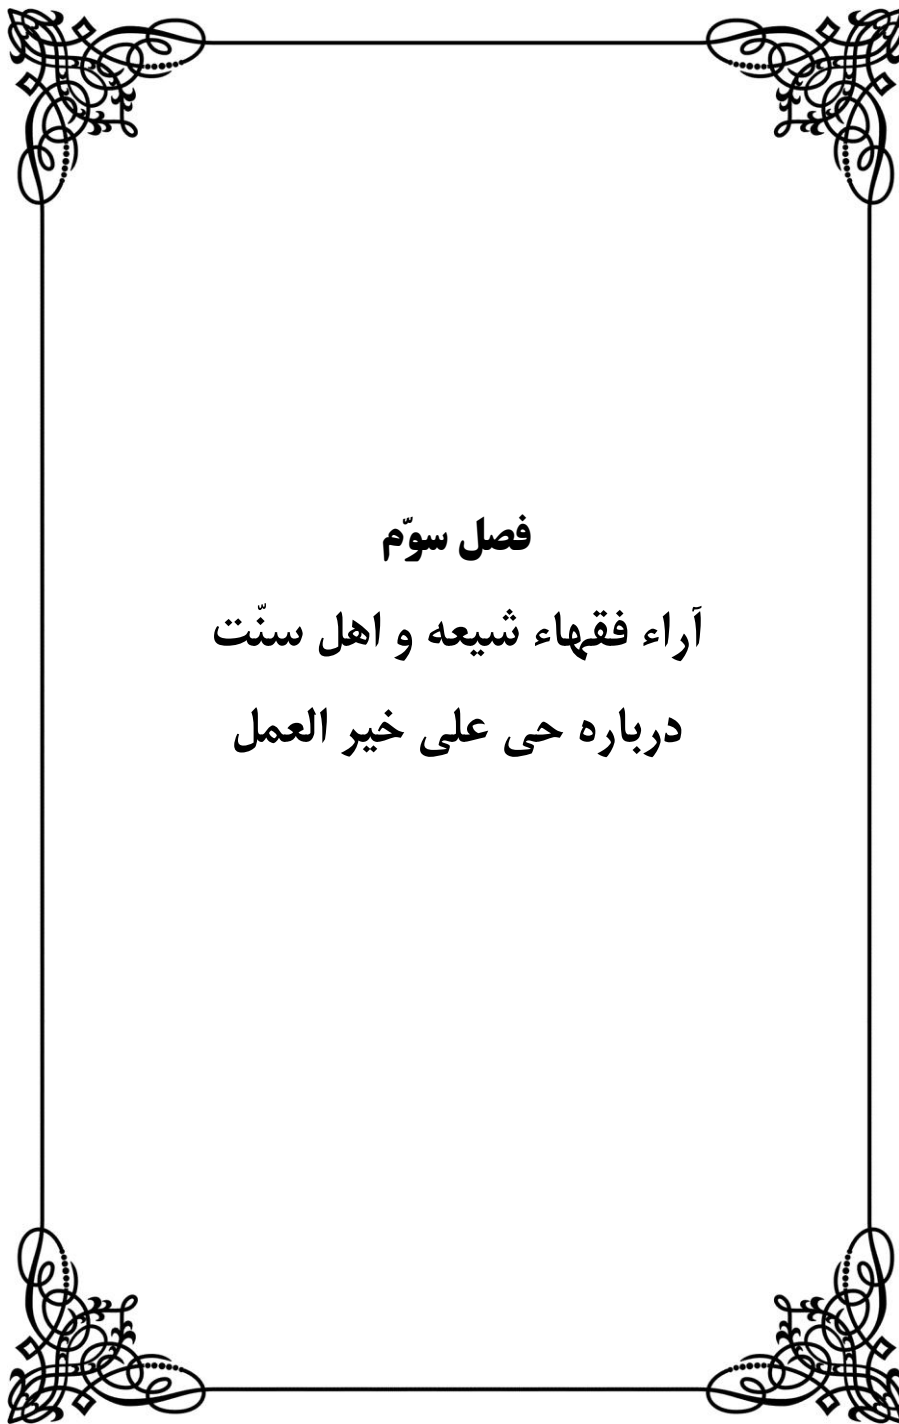 فصل سوّم
آراء فقهاء شیعه و اهل سنّت
درباره حی علی خیر العمل